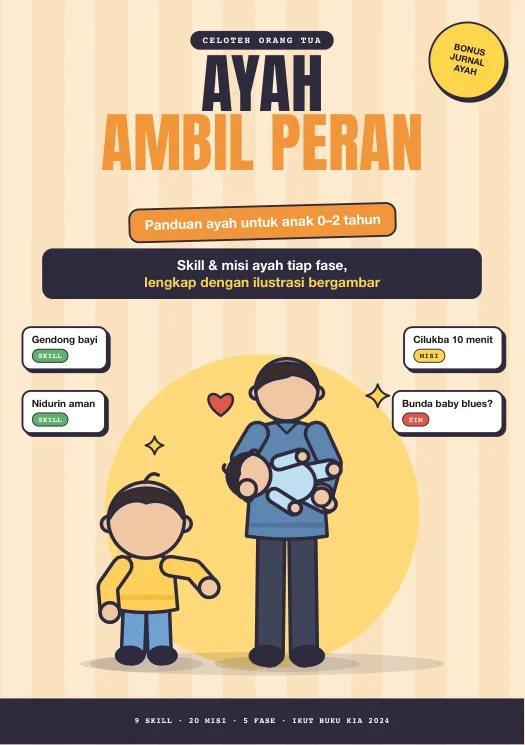 CELOTEH ORANG TUA
BONUS
JURNAL
AYAH
AYAH
AMBIL PERAN
Panduan ayah untuk anak 0–2 tahun
Skill & misi ayah tiap fase,
lengkap dengan ilustrasi bergambar
Gendong bayi
SKILL
Cilukba 10 menit
MISI
Nidurin aman
SKILL
Bunda baby blues?
TIM
9 SKILL · 20 MISI · 5 FASE · IKUT BUKU KIA 2024